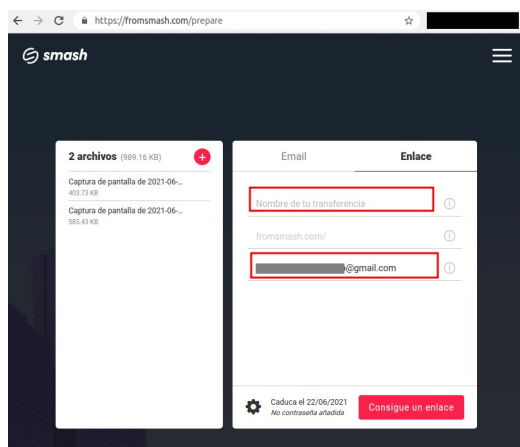 https://fromsmash.com/prepare
smash
2 archivos (989.16 KB)
+
Captura de pantalla de 2021-06-...
403.73 KB
Captura de pantalla de 2021-06-...
585.43 KB
Email Enlace
Nombre de tu transferencia
fromsmash.com/
@gmail.com
Caduca el 22/06/2021
No contraseña añadida
Consigue un enlace